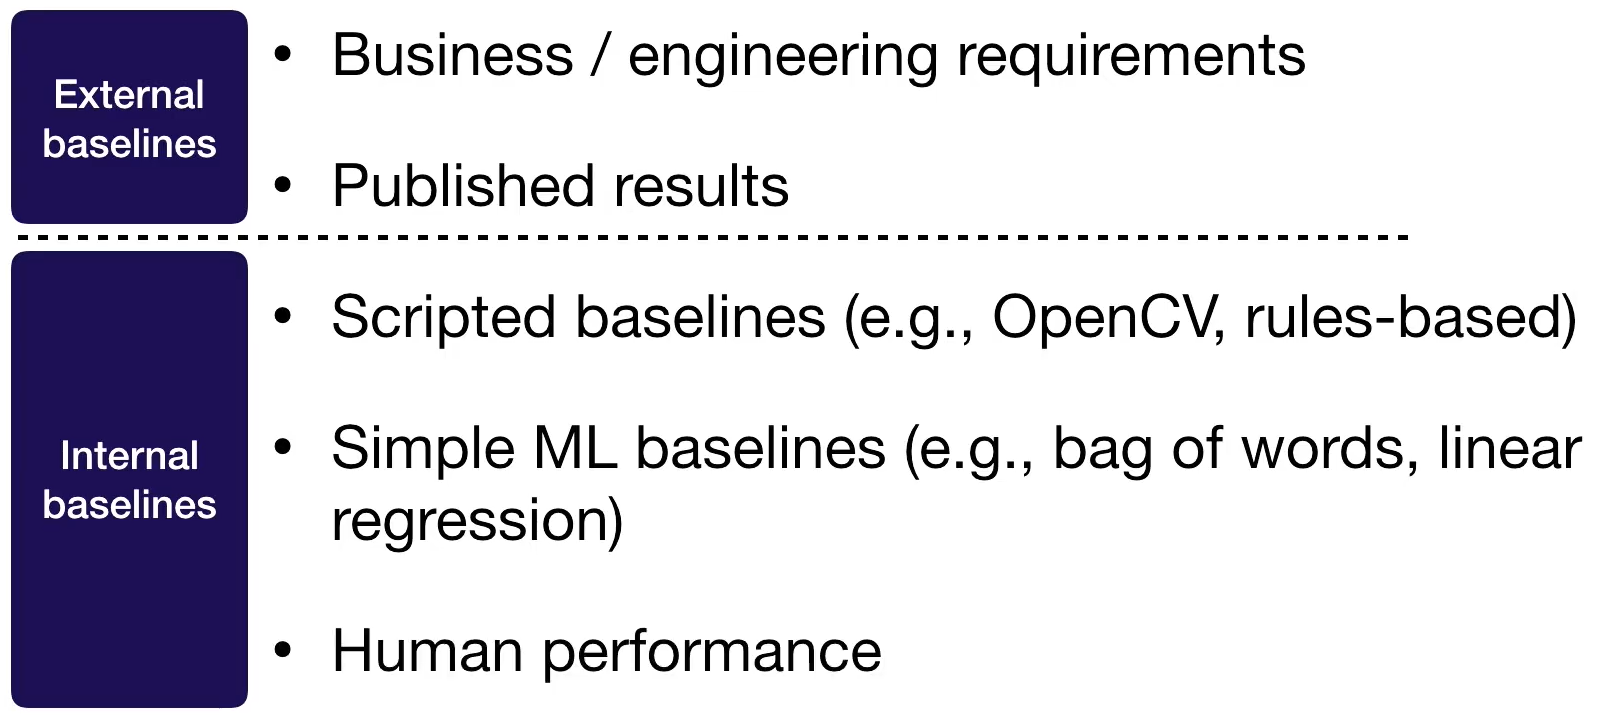 External
baselines
• Business / engineering requirements
• Published results
Internal
baselines
• Scripted baselines (e.g., OpenCV, rules-based)
• Simple ML baselines (e.g., bag of words, linear
regression)
• Human performance